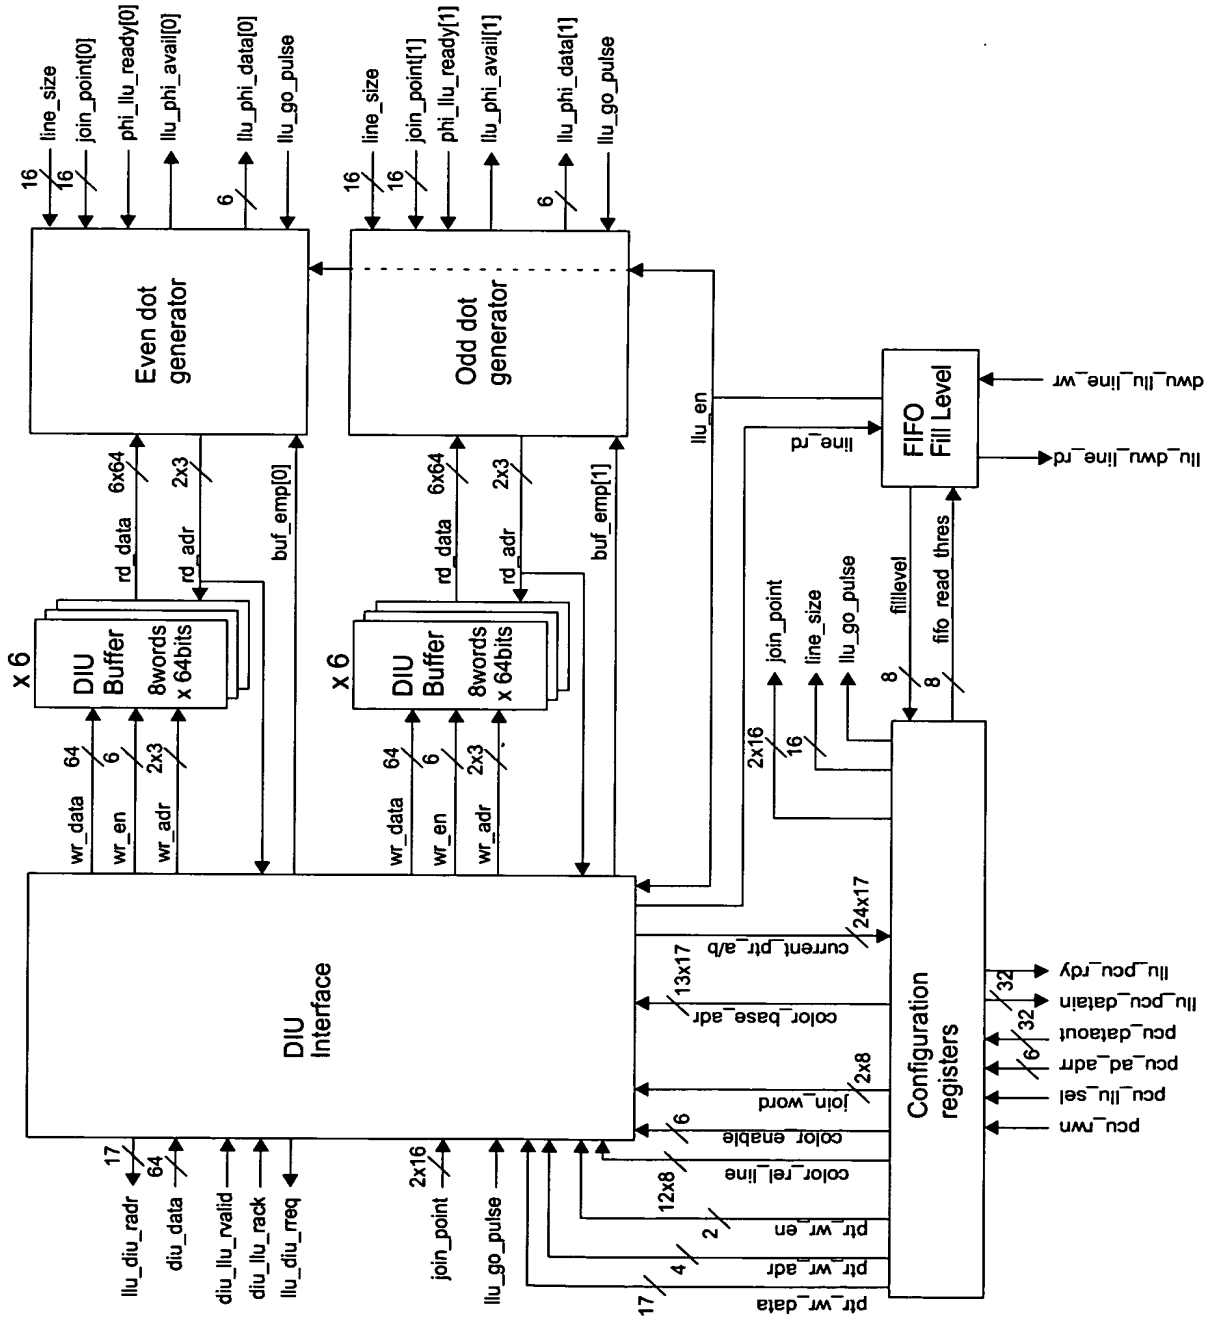 line_size
16
join_point[0]
16
phi_llu_ready[0]
llu_phi_avail[0]
llu_phi_data[0]
6
llu_go_pulse
line_size
16
join_point[1]
16
phi_llu_ready[1]
llu_phi_avail[1]
llu_phi_data[1]
6
llu_go_pulse
Even dot
generator
Odd dot
generator
rd_data
6x64
rd_adr
2x3
buf_emp[0]
rd_data
6x64
rd_adr
2x3
buf_emp[1]
llu_en
line_rd
x 6
DIU
Buffer
8words
x 64bits
x 6
DIU
Buffer
8words
x 64bits
wr_data
64
wr_en
6
wr_adr
2x3
wr_data
64
wr_en
6
wr_adr
2x3
DIU
Interface
llu_diu_radr
17
diu_data
64
diu_llu_rvalid
diu_llu_rack
llu_diu_rreq
join_point
2x16
llu_go_pulse
ptr_wr_data
17
ptr_wr_adr
4
ptr_wr_en
2
color_rel_line
12x8
color_enable
6
join_word
2x8
color_base_adr
13x17
current_ptr_a/b
24x17
Configuration
registers
join_point
2x16
line_size
16
llu_go_pulse
filllevel
8
fifo_read_thres
8
FIFO
Fill Level
dwu_llu_line_wr
llu_dwu_line_rd
llu_pcu_rdy
llu_pcu_datain
32
pcu_dataout
32
pcu_ad_adrr
6
pcu_llu_sel
pcu_rwn